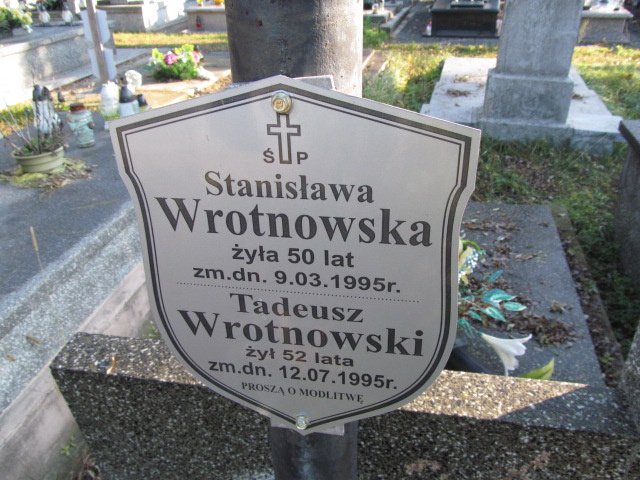 Ś P
Stanisława
Wrotnowska
żyła 50 lat
zm.dn. 9.03.1995r.
Tadeusz
Wrotnowski
żył 52 lata
zm.dn. 12.07.1995r.
PROSZĄ O MODLITWĘ